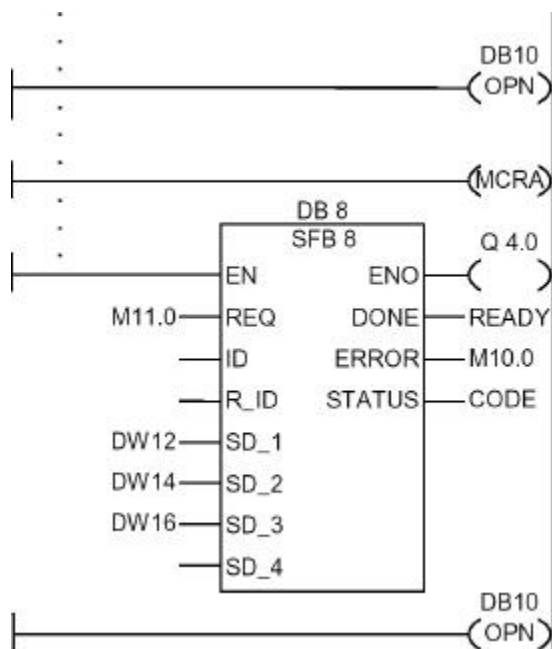 DB10
(OPN)
(MCRA)
DB 8
SFB 8
Q 4.0
EN ENO ( )
M11.0 REQ DONE READY
ID ERROR M10.0
R_ID STATUS CODE
DW12 SD_1
DW14 SD_2
DW16 SD_3
SD_4
DB10
(OPN)